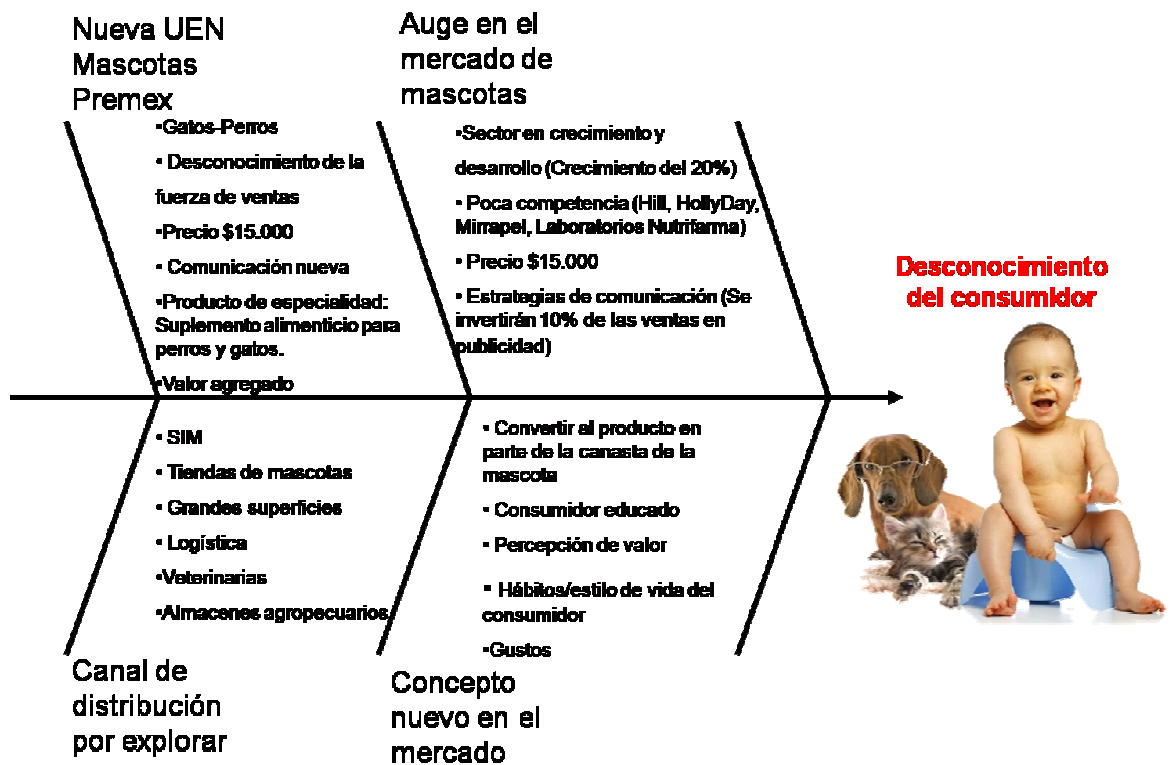 Nueva UEN
Mascotas
Premex
•Gatos-Perros
• Desconocimiento de la
fuerza de ventas
•Precio $15.000
• Comunicación nueva
•Producto de especialidad:
Suplemento alimenticio para
perros y gatos.
•Valor agregado
Auge en el
mercado de
mascotas
•Sector en crecimiento y
desarrollo (Crecimiento del 20%)
• Poca competencia (Hill, HollyDay,
Mirrapel, Laboratorios Nutrifarma)
• Precio $15.000
• Estrategias de comunicación (Se
invertirán 10% de las ventas en
publicidad)
Desconocimiento
del consumidor
• SIM
• Tiendas de mascotas
• Grandes superficies
• Logística
•Veterinarias
•Almacenes agropecuarios
Canal de
distribución
por explorar
• Convertir al producto en
parte de la canasta de la
mascota
• Consumidor educado
• Percepción de valor
• Hábitos/estilo de vida del
consumidor
•Gustos
Concepto
nuevo en el
mercado